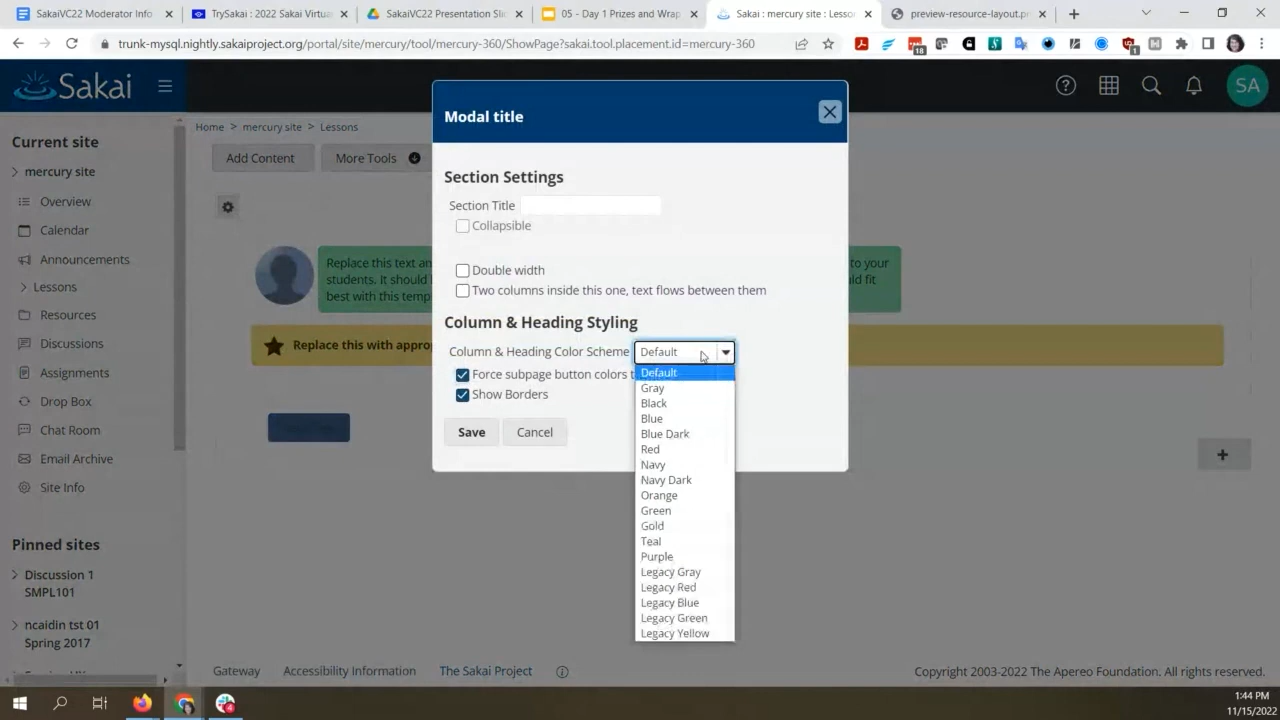 SakaiVC22 Moderator Info
TrySakai : 2022 Sakai Virtua
SakaiVC22 Presentation Slid
05 - Day 1 Prizes and Wrap
Sakai : mercury site : Lesso
preview-resource-layout.pn
trunk-mysql.nightly.sakaiproject.org/portal/site/mercury/tool/mercury-360/ShowPage?sakai.tool.placement.id=mercury-360
18
1
Sakai
SA
Home > mercury site > Lessons
Add Content
More Tools
Current site
mercury site
Overview
Calendar
Announcements
Lessons
Resources
Discussions
Assignments
Drop Box
Chat Room
Email Archive
Site Info
Pinned sites
Discussion 1
SMPL101
ncaidin tst 01
Spring 2017
Replace this text an
students. It should
best with this temp
to your
uld fit
Replace this with appro
Modal title
Section Settings
Section Title
Collapsible
Double width
Two columns inside this one, text flows between them
Column & Heading Styling
Column & Heading Color Scheme Default
Force subpage button colors t
Show Borders
Save
Cancel
Default
Gray
Black
Blue
Blue Dark
Red
Navy
Navy Dark
Orange
Green
Gold
Teal
Purple
Legacy Gray
Legacy Red
Legacy Blue
Legacy Green
Legacy Yellow
Gateway
Accessibility Information
The Sakai Project
Copyright 2003-2022 The Apereo Foundation. All rights reserved.
1:44 PM
11/15/2022